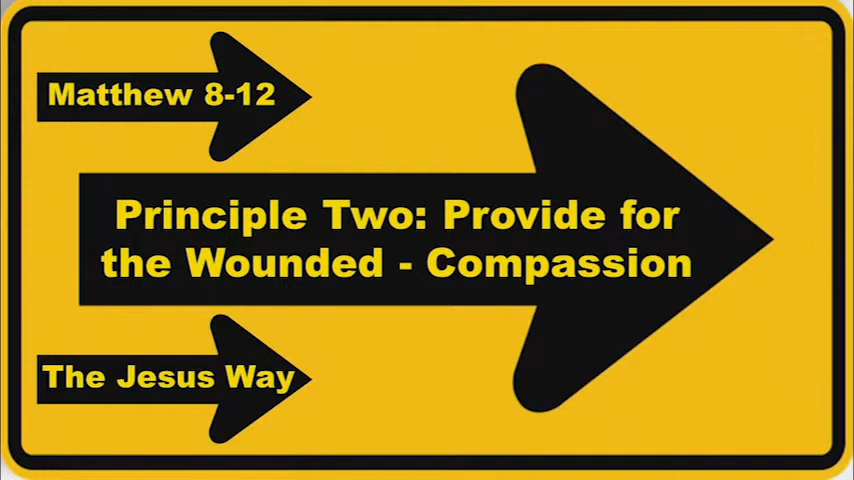 Matthew 8-12
Principle Two: Provide for
the Wounded - Compassion
The Jesus Way